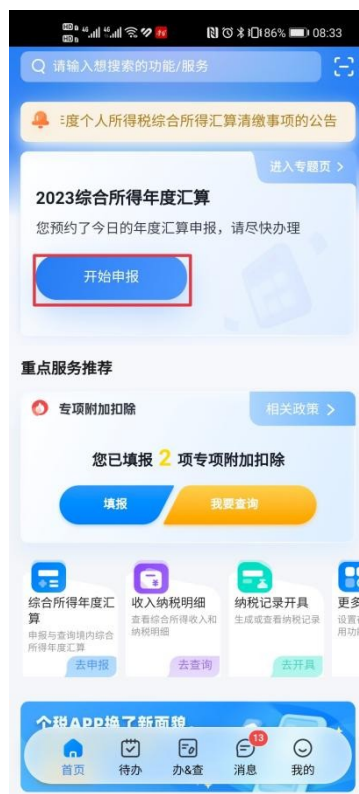 86% 08:33
请输入想搜索的功能/服务
度个人所得税综合所得汇算清缴事项的公告
进入专题页 >
2023综合所得年度汇算
您预约了今日的年度汇算申报，请尽快办理
开始申报
重点服务推荐
专项附加扣除
相关政策 >
您已填报 2 项专项附加扣除
填报
我要查询
综合所得年度汇算
申报与查询境内综合所得年度汇算
去申报
收入纳税明细
查看综合所得收入和纳税明细
去查询
纳税记录开具
生成或查看纳税记录
去开具
更多
个税APP换了新面貌
首页
待办
办&查
13
消息
我的